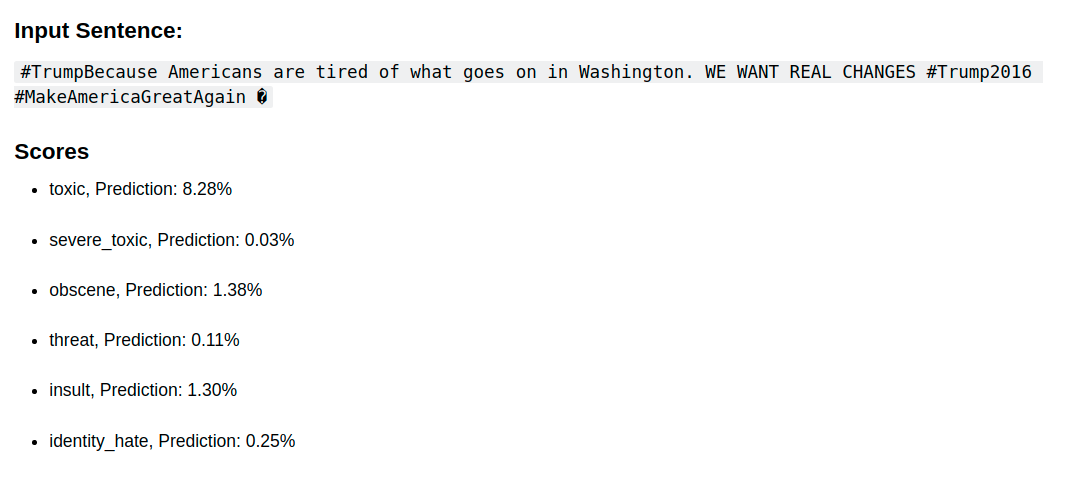 Input Sentence:
#TrumpBecause Americans are tired of what goes on in Washington. WE WANT REAL CHANGES #Trump2016
#MakeAmericaGreatAgain �
Scores
• toxic, Prediction: 8.28%
• severe_toxic, Prediction: 0.03%
• obscene, Prediction: 1.38%
• threat, Prediction: 0.11%
• insult, Prediction: 1.30%
• identity_hate, Prediction: 0.25%